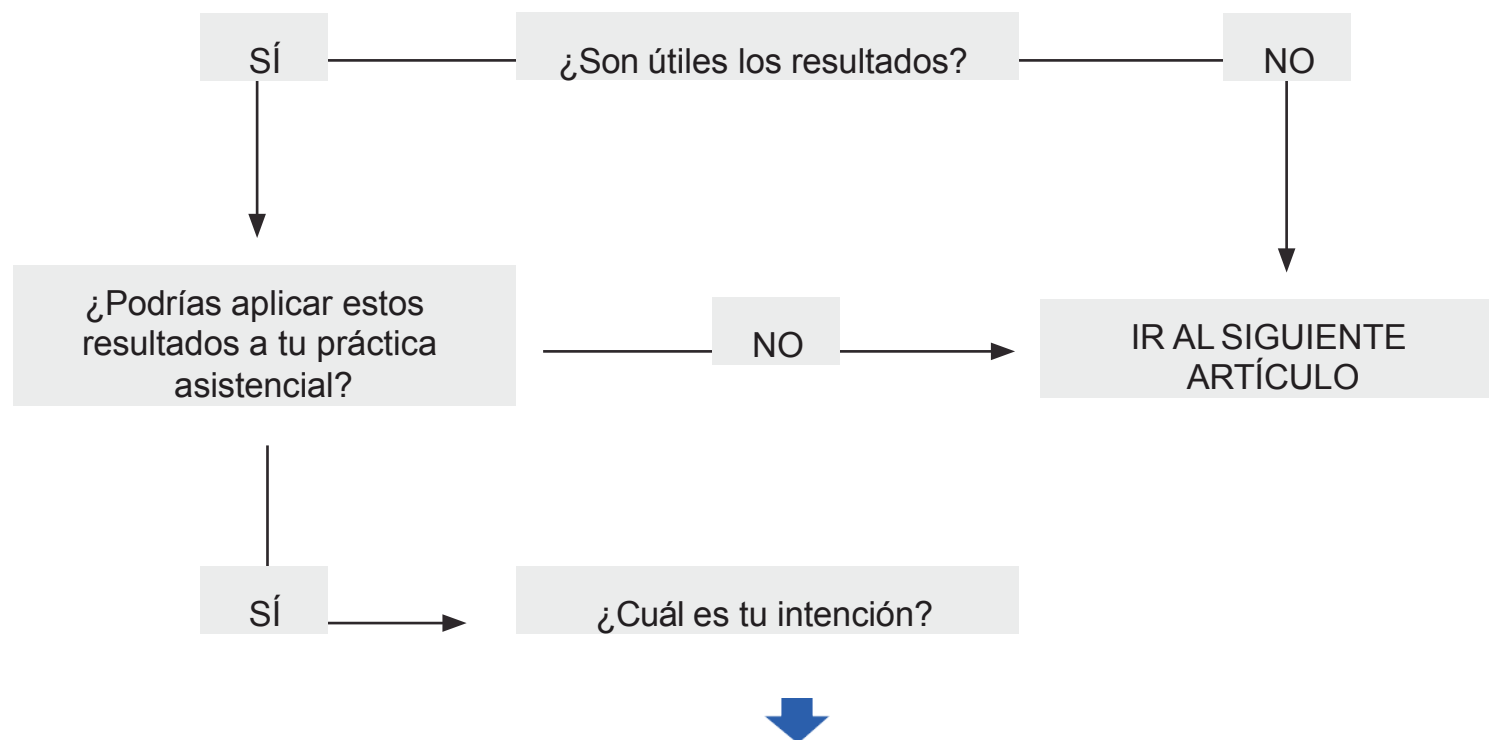 SÍ
¿Son útiles los resultados?
NO
¿Podrías aplicar estos
resultados a tu práctica
asistencial?
NO
IR AL SIGUIENTE
ARTÍCULO
SÍ
¿Cuál es tu intención?